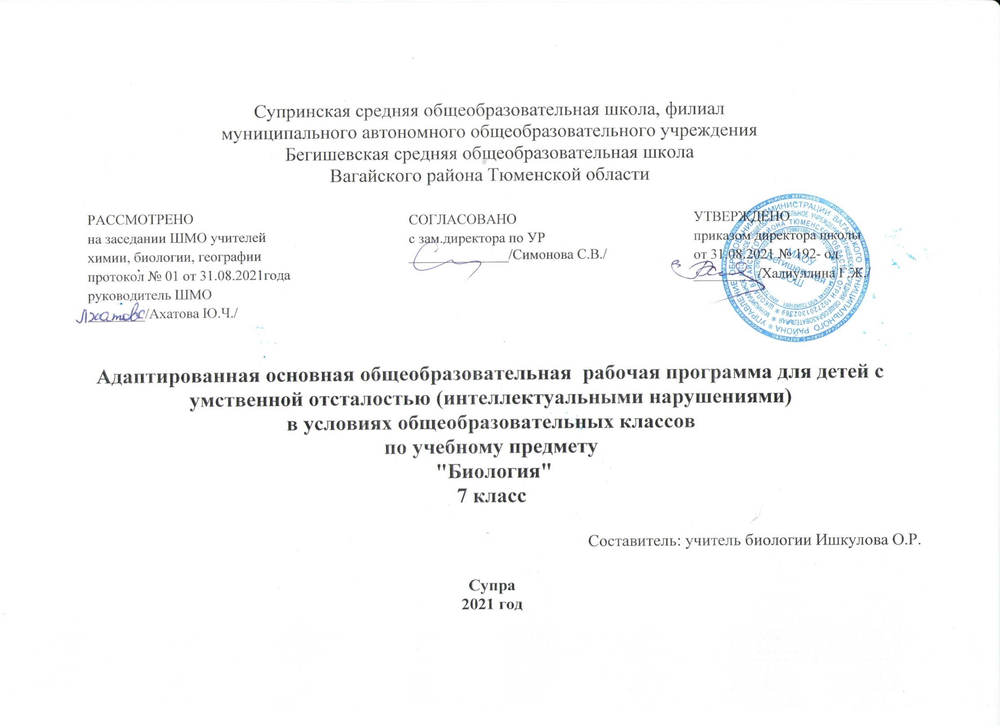 Супринская средняя общеобразовательная школа, филиал
муниципального автономного общеобразовательного учреждения
Бегишевская средняя общеобразовательная школа
Вагайского района Тюменской области
РАССМОТРЕНО
на заседании ШМО учителей
химии, биологии, географии
протокол № 01 от 31.08.2021года
руководитель ШМО
Ахатова/Ахатова Ю.Ч./
СОГЛАСОВАНО
с зам.директора по УР
/Симонова С.В./
УТВЕРЖДЕНО
приказом директора школы
от 31.08.2021 № 192- од
/Халиуллина Г.Ж./
МАОУ
Бегишевская
СОШ
Адаптированная основная общеобразовательная  рабочая программа для детей с
умственной отсталостью (интеллектуальными нарушениями)
в условиях общеобразовательных классов
по учебному предмету
"Биология"
7 класс
Составитель: учитель биологии Ишкулова О.Р.
Супра
2021 год